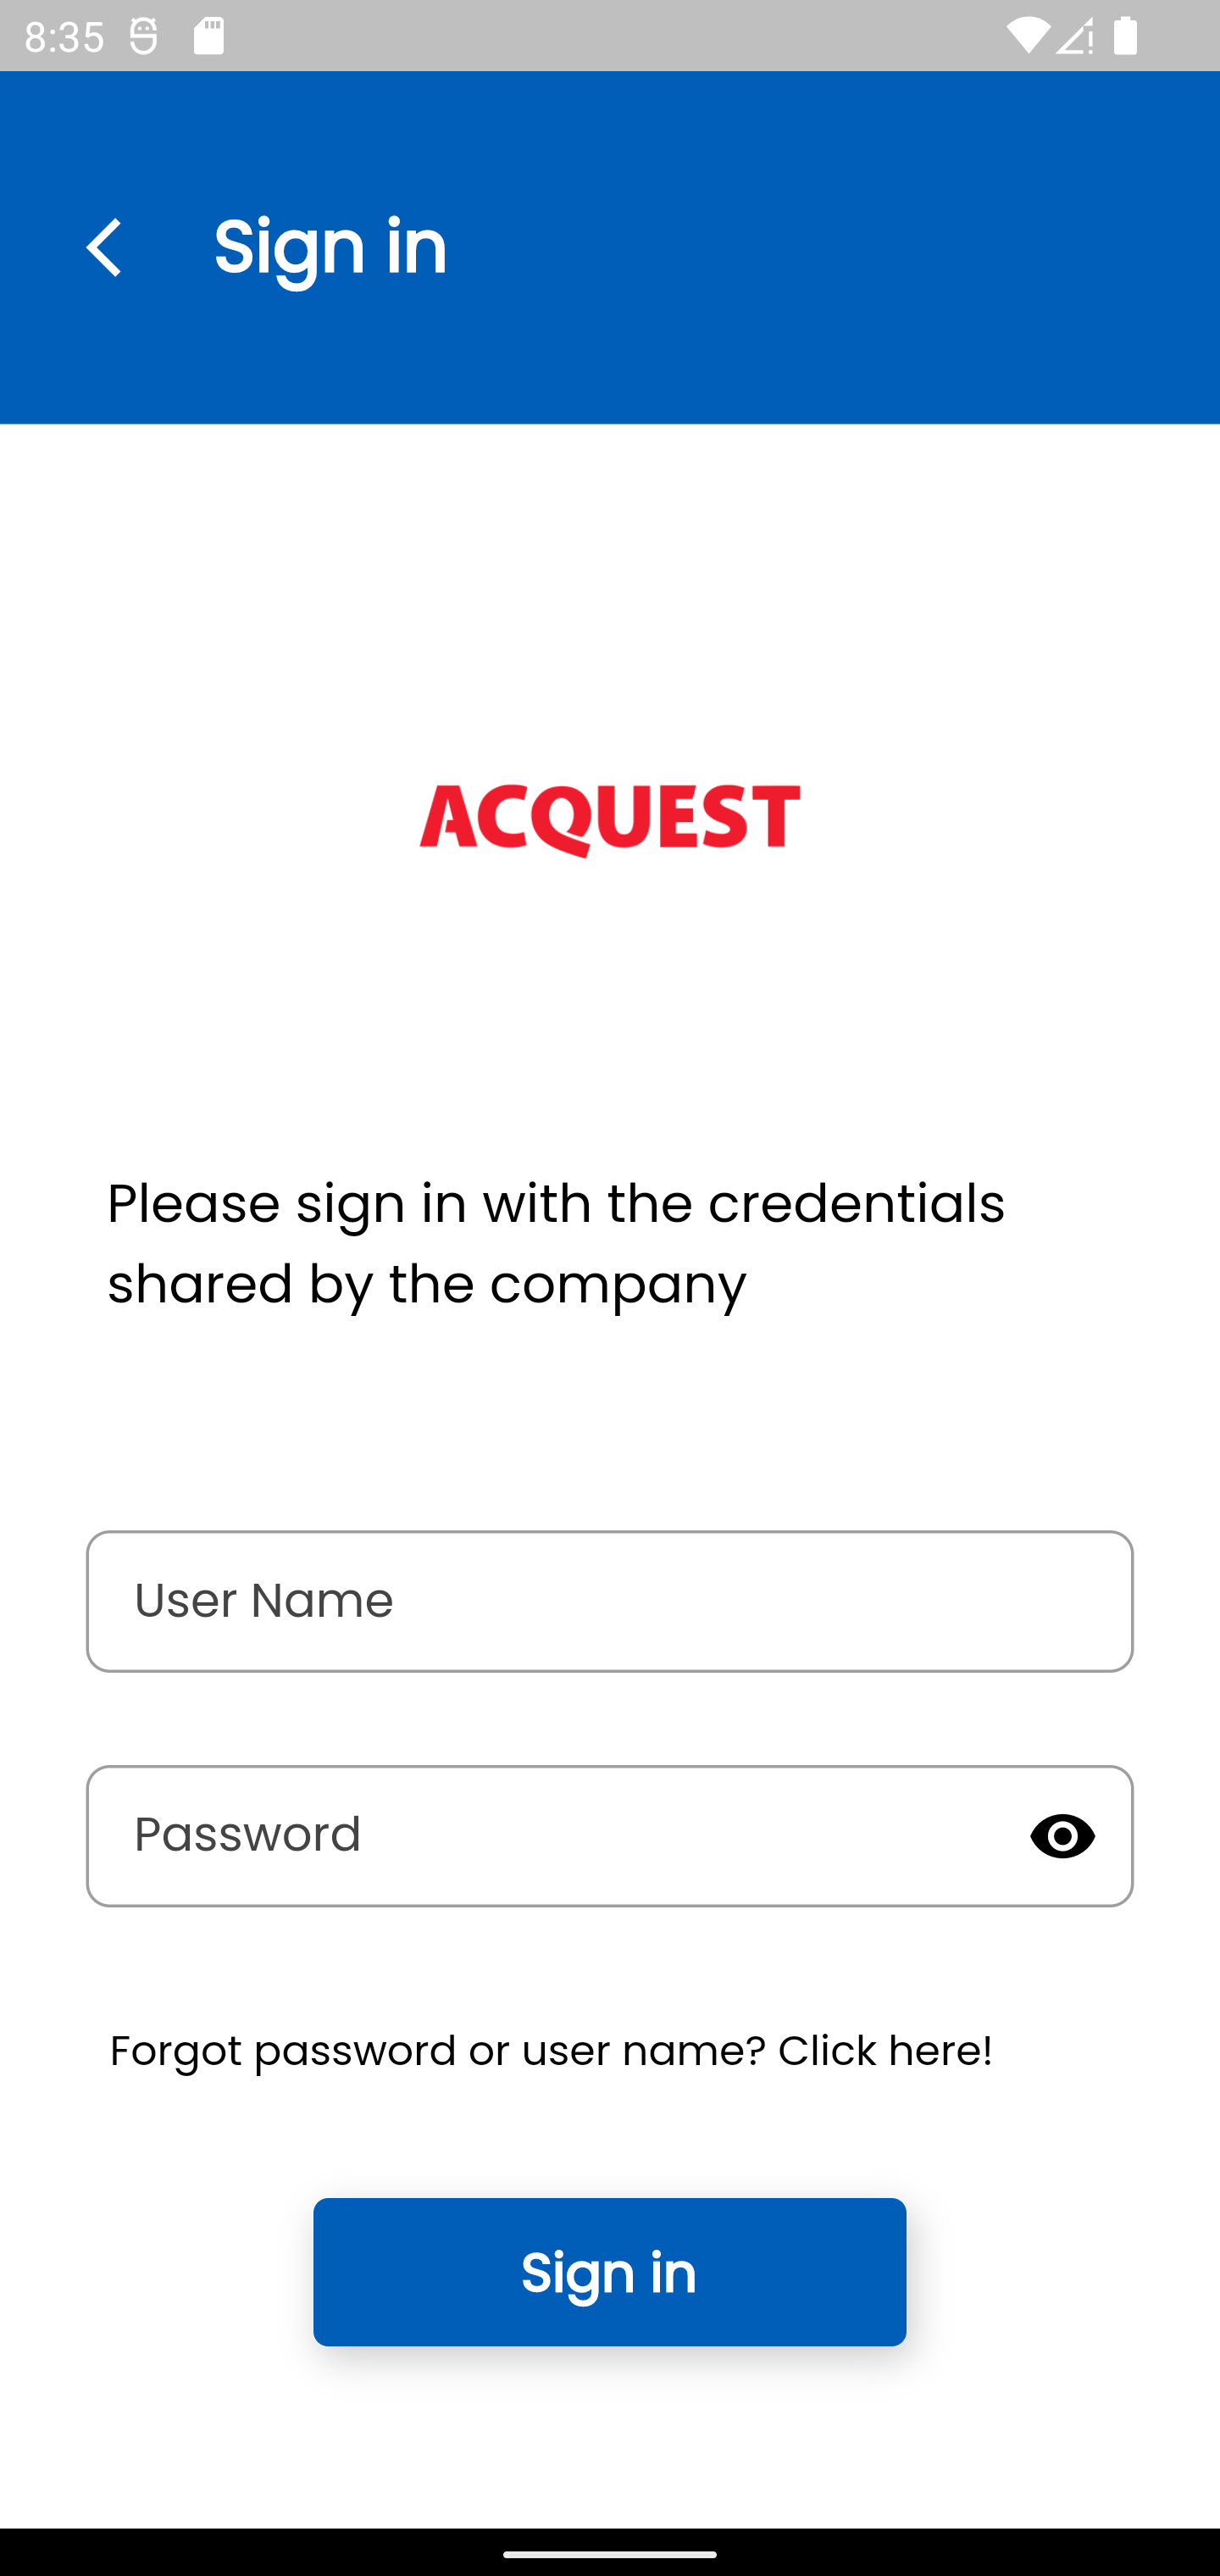 8:35
Sign in
ACQUEST
Please sign in with the credentials
shared by the company
User Name
Password
Forgot password or user name? Click here!
Sign in